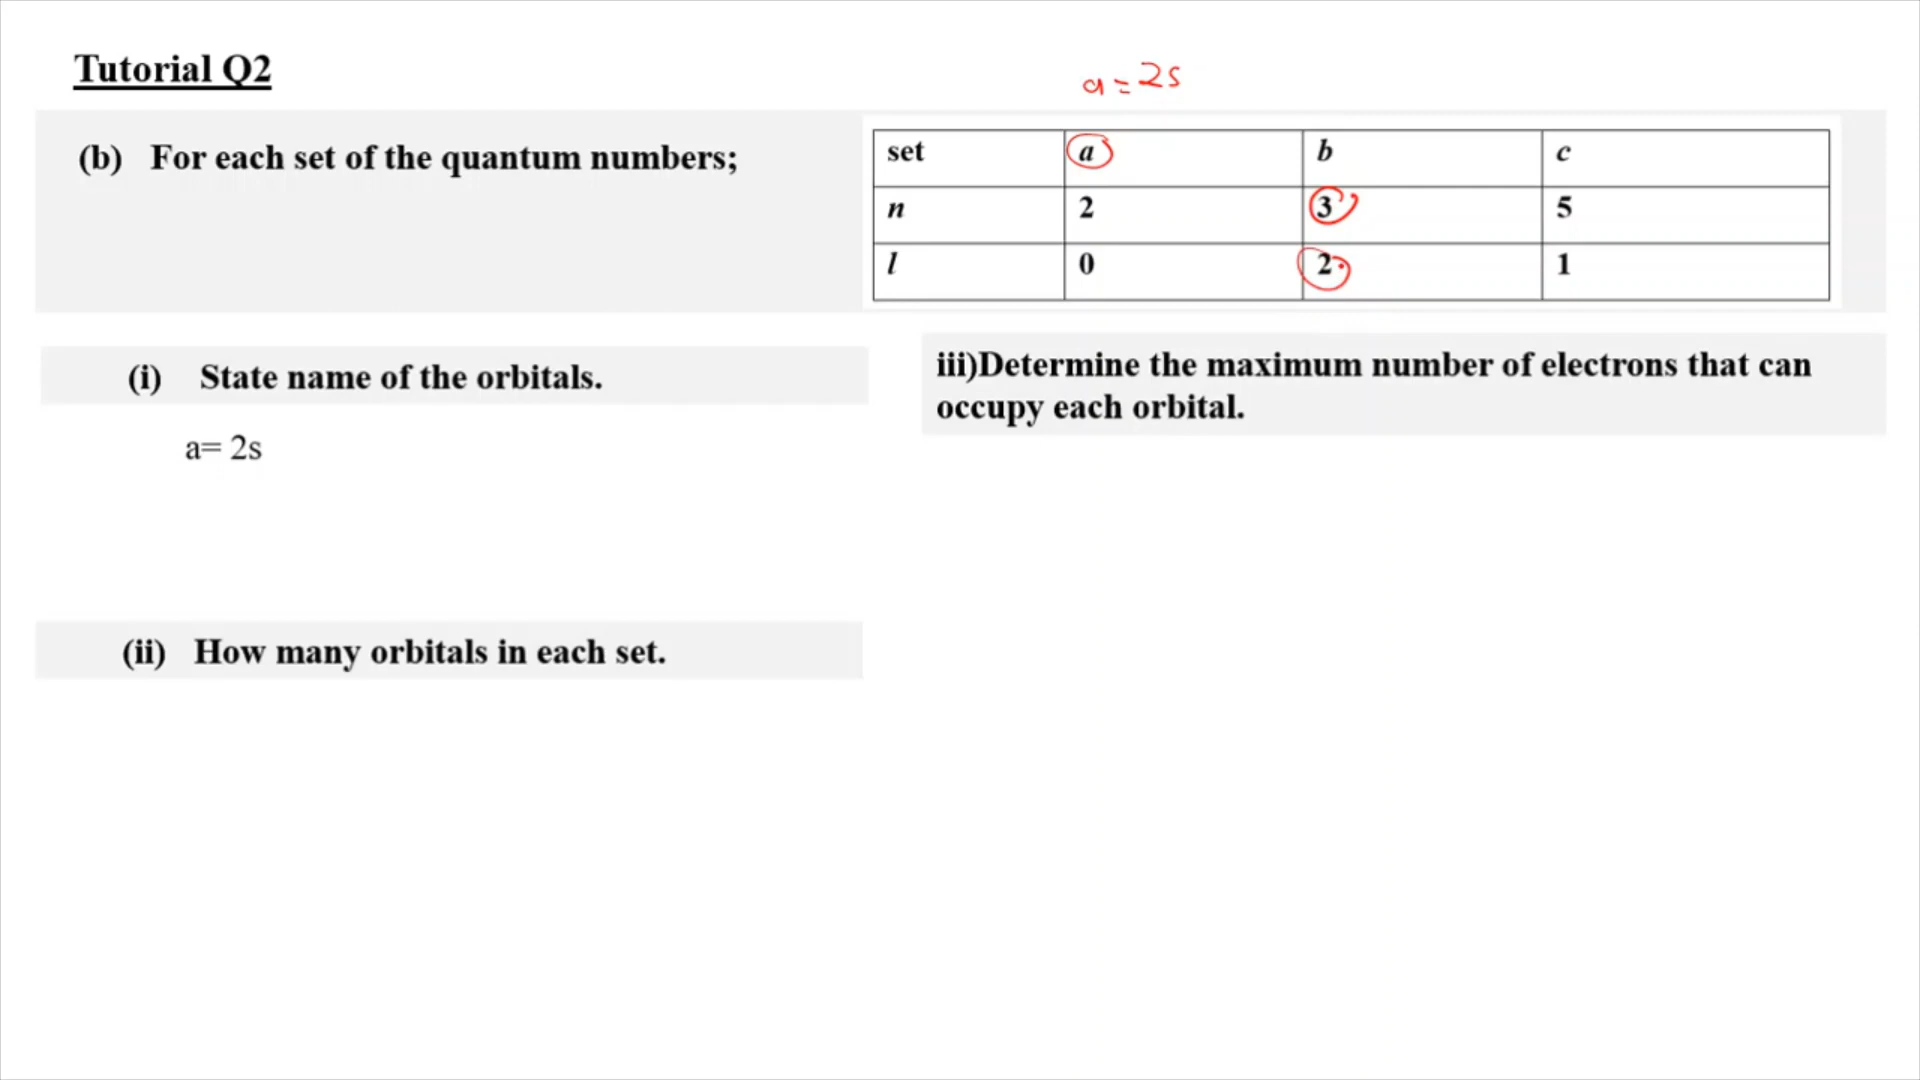 Tutorial Q2
a = 2s
(b) For each set of the quantum numbers;
set a b c
n 2 3 5
l 0 2 1
(i) State name of the orbitals.
a= 2s
(ii) How many orbitals in each set.
iii)Determine the maximum number of electrons that can
occupy each orbital.